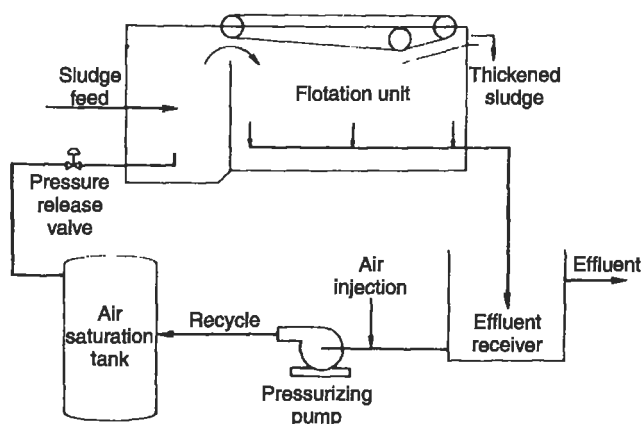 Sludge
feed
Flotation unit
Thickened
sludge
Pressure
release
valve
Air
injection
Effluent
Air
saturation
tank
Recycle
Effluent
receiver
Pressurizing
pump